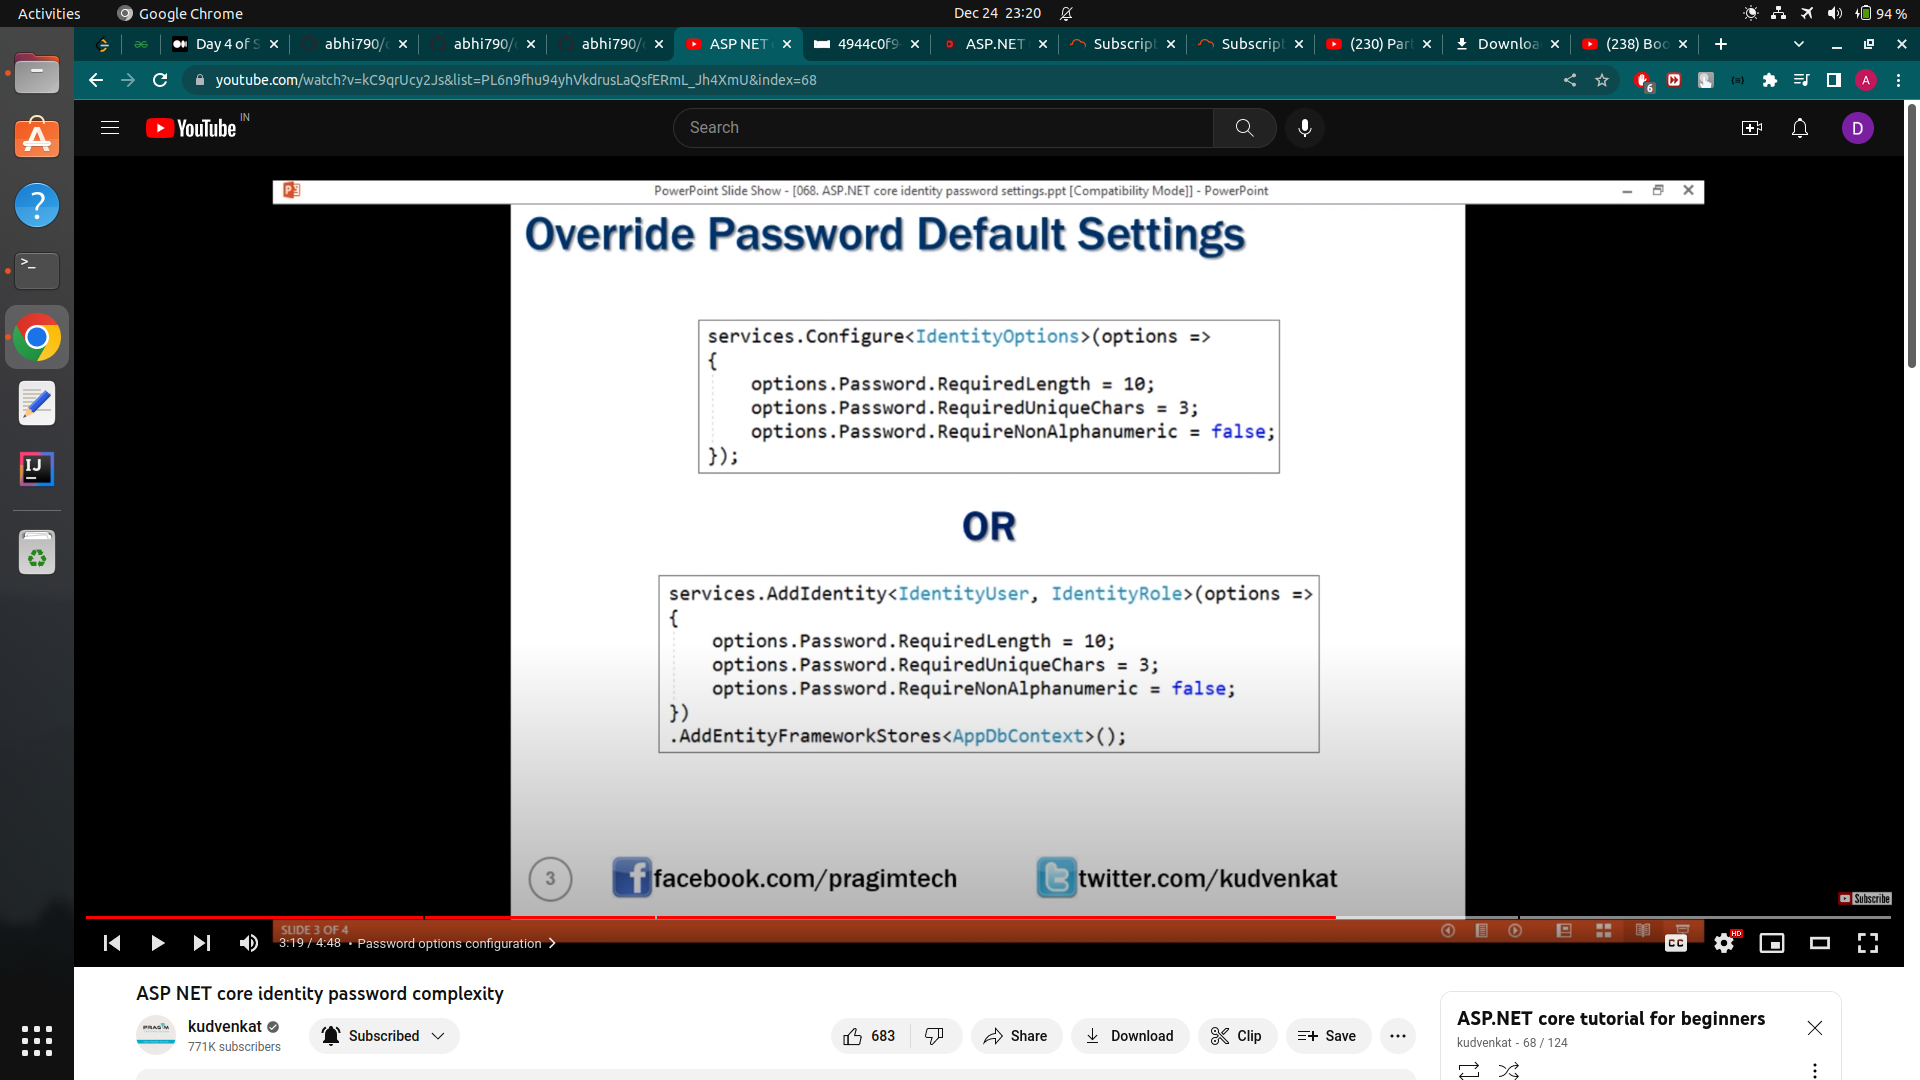 Activities
Google Chrome
Dec 24 23:20
94 %
Day 4 of S
abhi790/
abhi790/
abhi790/
ASP NET
4944c0f9
ASP.NET
Subscript
Subscript
(230) Par
Downloa
(238) Boo
youtube.com/watch?v=kC9qrUcy2Js&list=PL6n9fhu94yhVkdrusLaQsfERmL_Jh4XmU&index=68
6
A
YouTube IN
Search
D
PowerPoint Slide Show - [068. ASP.NET core identity password settings.ppt [Compatibility Mode]] - PowerPoint
Override Password Default Settings
services.Configure<IdentityOptions>(options =>
{
options.Password.RequiredLength = 10;
options.Password.RequiredUniqueChars = 3;
options.Password.RequireNonAlphanumeric = false;
});
OR
services.AddIdentity<IdentityUser, IdentityRole>(options =>
{
options.Password.RequiredLength = 10;
options.Password.RequiredUniqueChars = 3;
options.Password.RequireNonAlphanumeric = false;
})
.AddEntityFrameworkStores<AppDbContext>();
3
facebook.com/pragimtech
twitter.com/kudvenkat
Subscribe
SLIDE 3 OF 4
3:19 / 4:48 • Password options configuration
CC
HD
ASP NET core identity password complexity
PRAGIM
kudvenkat
771K subscribers
Subscribed
683
Share
Download
Clip
Save
ASP.NET core tutorial for beginners
kudvenkat - 68 / 124